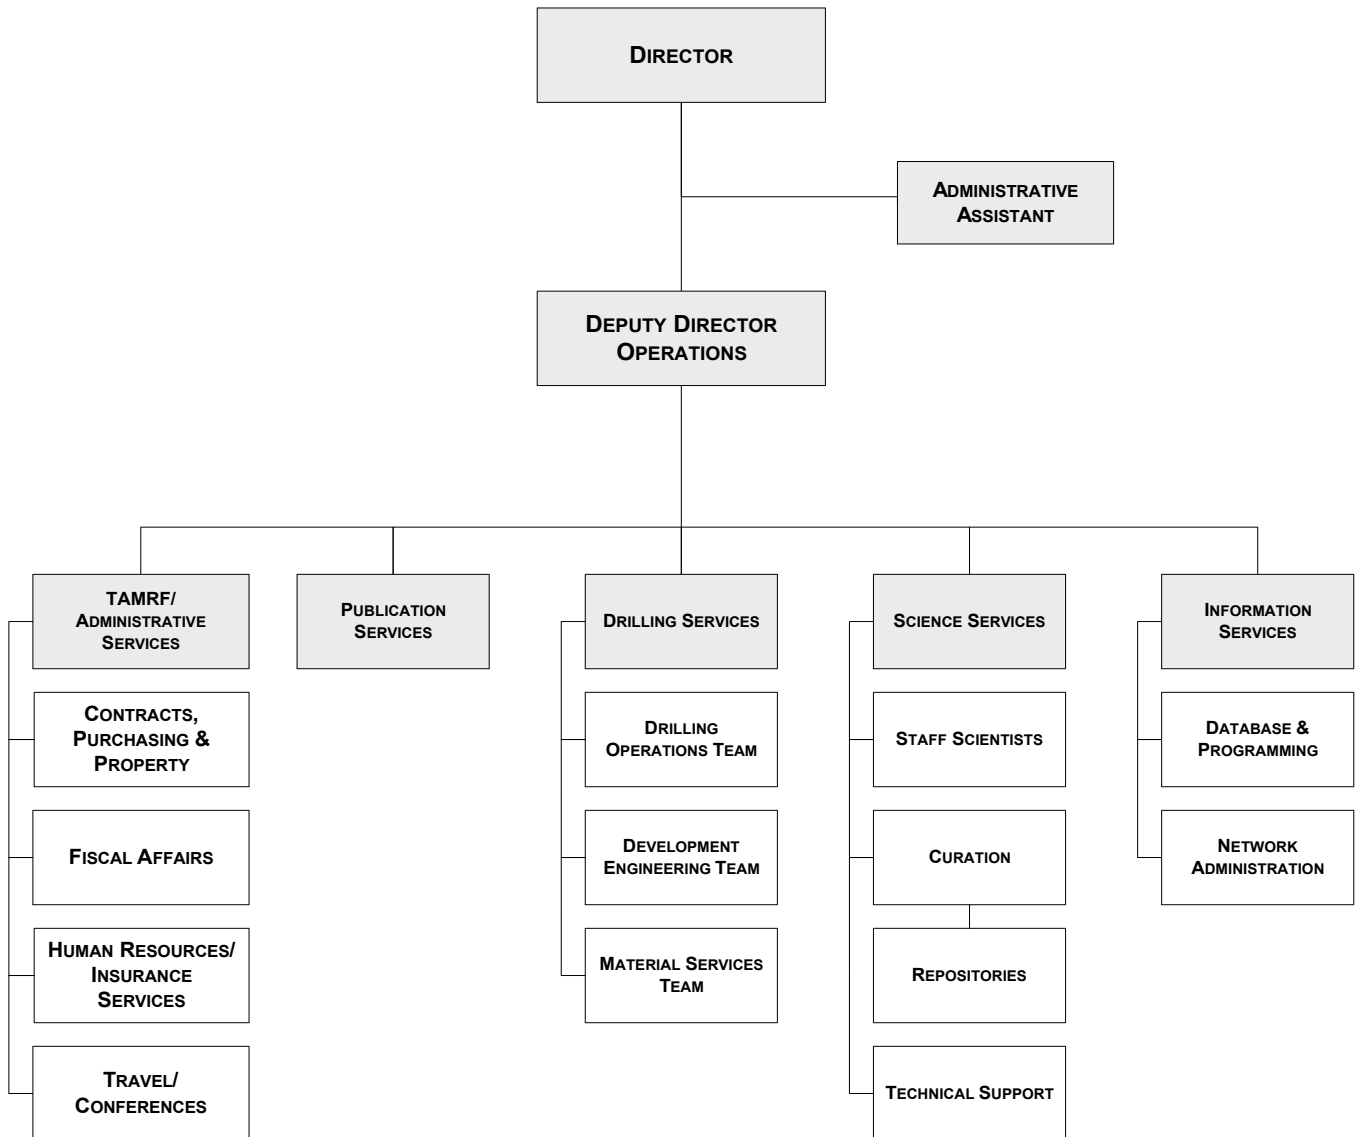 DIRECTOR
ADMINISTRATIVE
ASSISTANT
DEPUTY DIRECTOR
OPERATIONS
TAMRF/
ADMINISTRATIVE
SERVICES
PUBLICATION
SERVICES
DRILLING SERVICES
SCIENCE SERVICES
INFORMATION
SERVICES
CONTRACTS,
PURCHASING &
PROPERTY
DRILLING
OPERATIONS TEAM
STAFF SCIENTISTS
DATABASE &
PROGRAMMING
FISCAL AFFAIRS
DEVELOPMENT
ENGINEERING TEAM
CURATION
NETWORK
ADMINISTRATION
HUMAN RESOURCES/
INSURANCE
SERVICES
MATERIAL SERVICES
TEAM
REPOSITORIES
TRAVEL/
CONFERENCES
TECHNICAL SUPPORT